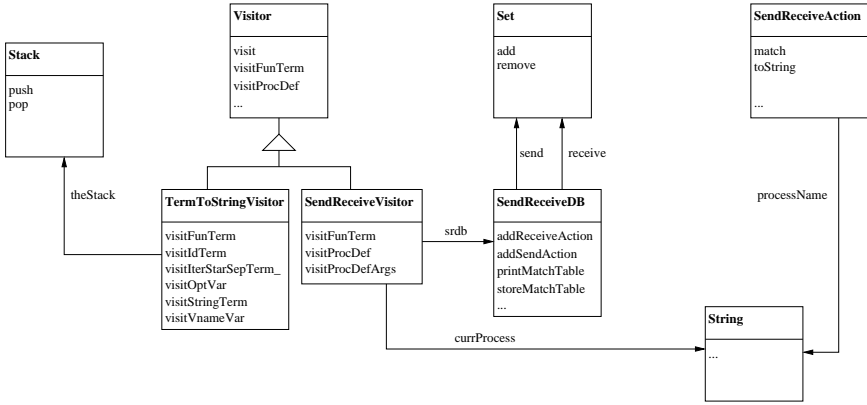 Visitor
visit
visitFunTerm
visitProcDef
...
Set
add
remove
SendReceiveAction
match
toString
...
Stack
push
pop
send
receive
theStack
processName
TermToStringVisitor
visitFunTerm
visitIdTerm
visitIterStarSepTerm_
visitOptVar
visitStringTerm
visitVnameVar
SendReceiveVisitor
visitFunTerm
visitProcDef
visitProcDefArgs
srdb
SendReceiveDB
addReceiveAction
addSendAction
printMatchTable
storeMatchTable
...
currProcess
String
...